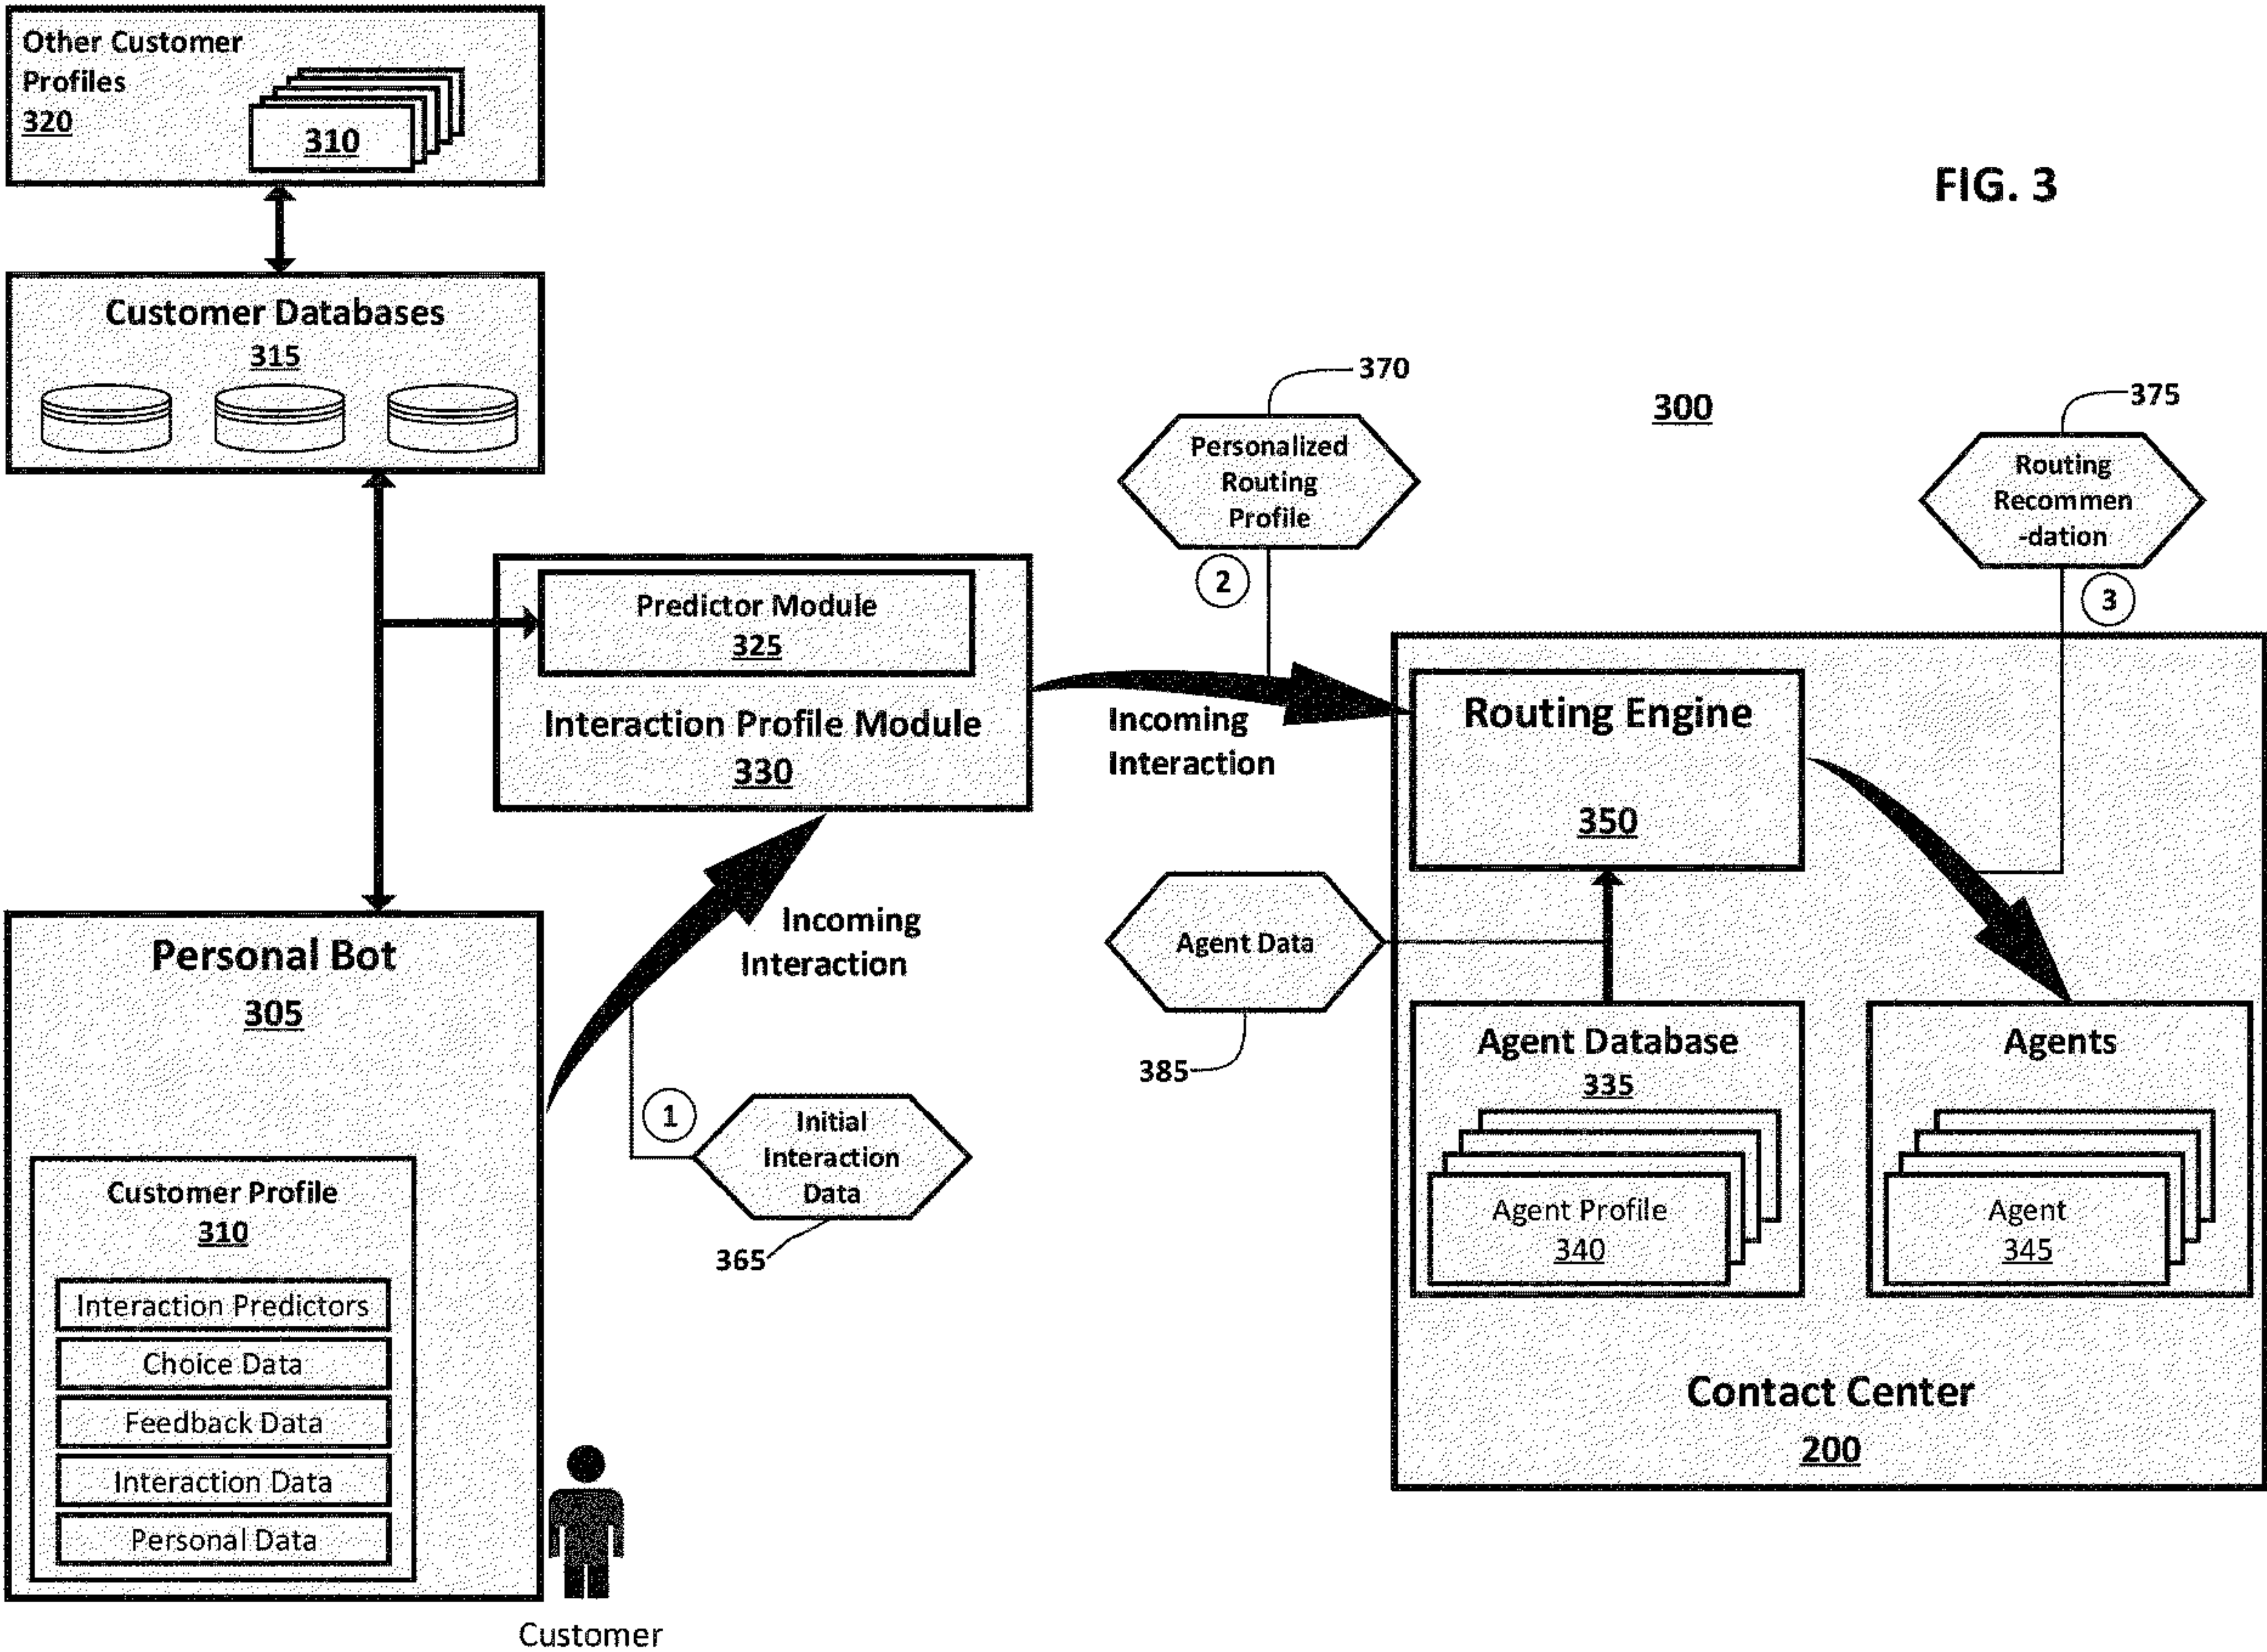 Other Customer
Profiles
320
310
FIG. 3
Customer Databases
315
370
300
375
Personalized
Routing
Profile
Routing
Recommen
-dation
2
3
Predictor Module
325
Interaction Profile Module
330
Incoming
Interaction
Routing Engine
350
Incoming
Interaction
Agent Data
385
Personal Bot
305
1
Initial
Interaction
Data
365
Agent Database
335
Agent Profile
340
Agents
Agent
345
Customer Profile
310
Interaction Predictors
Choice Data
Feedback Data
Interaction Data
Personal Data
Contact Center
200
Customer